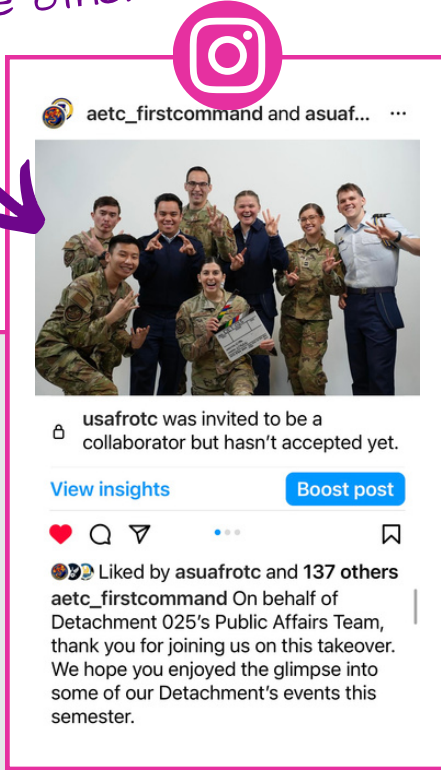 aetc_firstcommand and asuaf... ...
usafrotc was invited to be a
collaborator but hasn't accepted yet.
View insights
Boost post
Liked by asuafrotc and 137 others
aetc_firstcommand On behalf of
Detachment 025's Public Affairs Team,
thank you for joining us on this takeover.
We hope you enjoyed the glimpse into
some of our Detachment's events this
semester.